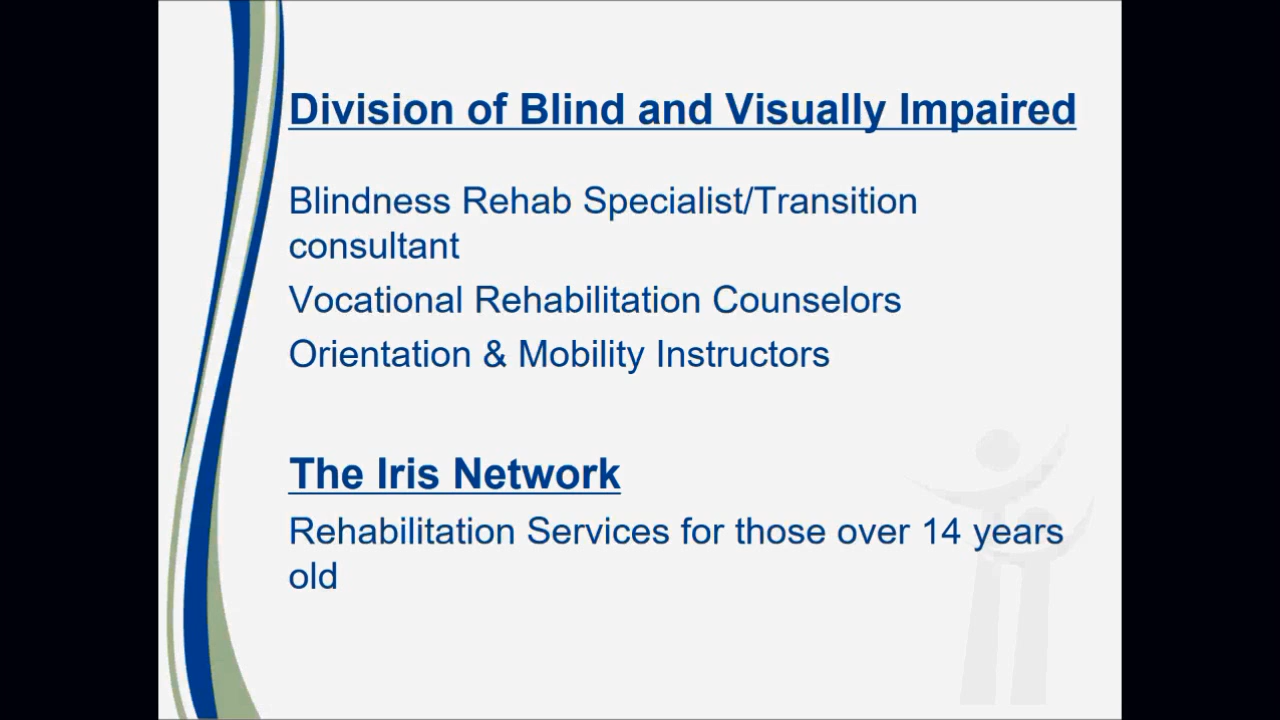 Division of Blind and Visually Impaired
Blindness Rehab Specialist/Transition
consultant
Vocational Rehabilitation Counselors
Orientation & Mobility Instructors
The Iris Network
Rehabilitation Services for those over 14 years
old